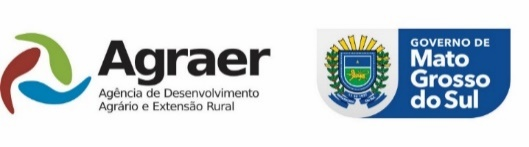 Agraer
Agência de Desenvolvimento
Agrário e Extensão Rural
GOVERNO DE
Mato
Grosso
do Sul